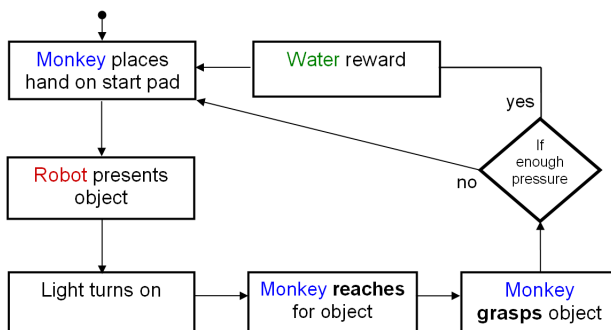 Monkey places
hand on start pad
Water reward
yes
If
enough
pressure
no
Robot presents
object
Light turns on
Monkey reaches
for object
Monkey
grasps object